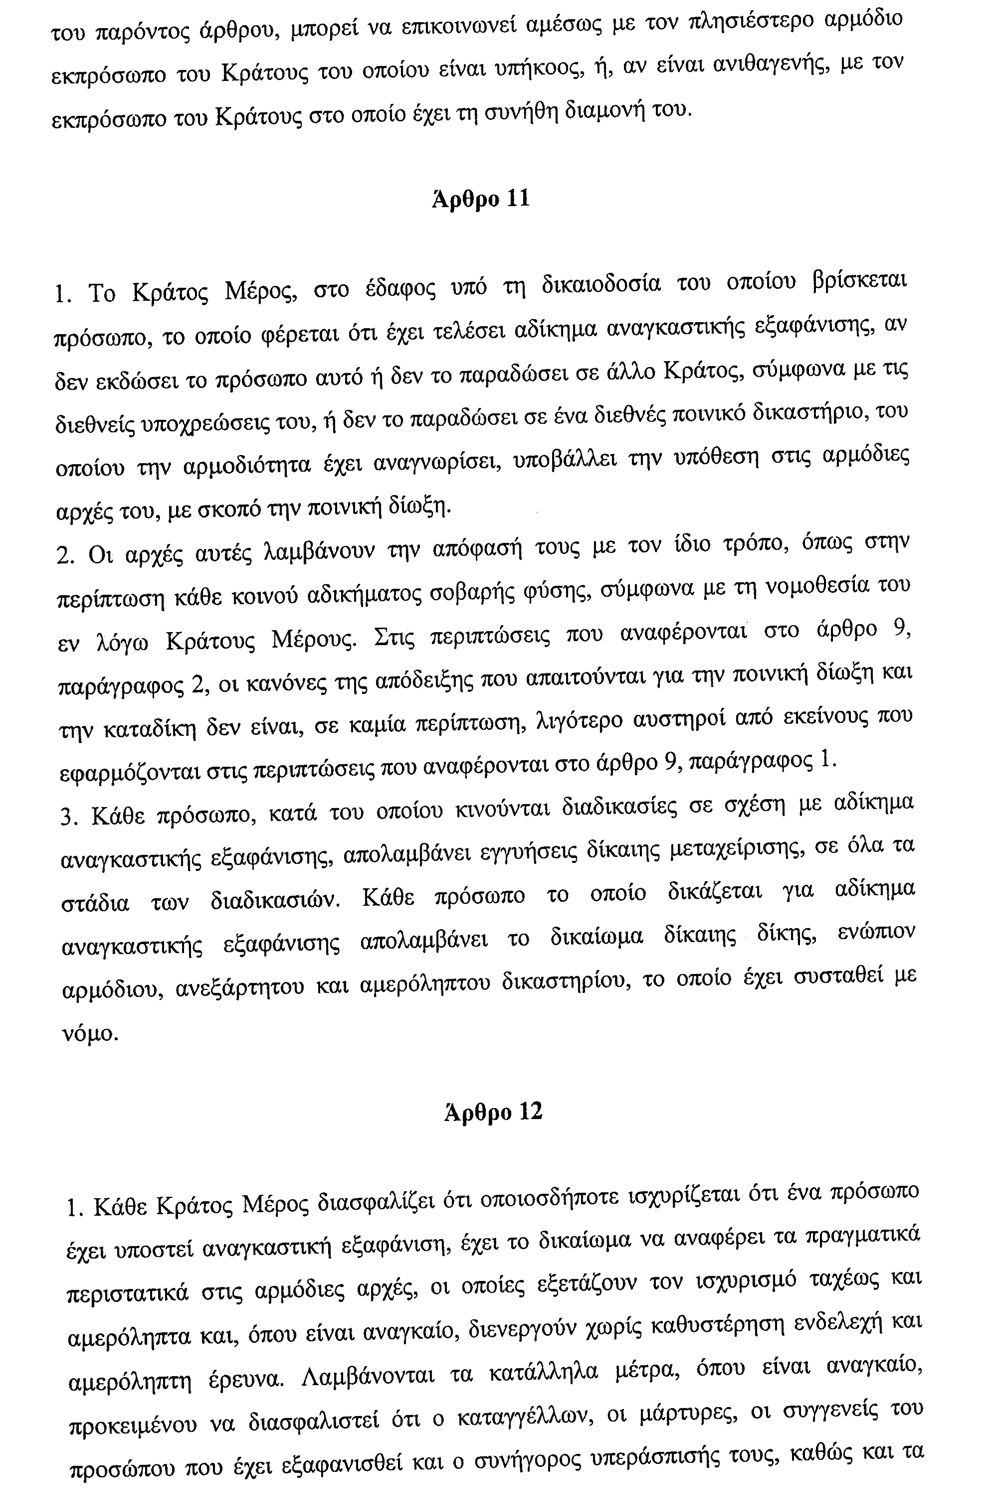 του παρόντος άρθρου, μπορεί να επικοινωνεί αμέσως με τον πλησιέστερο αρμόδιο
εκπρόσωπο του Κράτους του οποίου είναι υπήκοος, ή, αν είναι ανιθαγενής, με τον
εκπρόσωπο του Κράτους στο οποίο έχει τη συνήθη διαμονή του.
Άρθρο 11
1. Το Κράτος Μέρος, στο έδαφος υπό τη δικαιοδοσία του οποίου βρίσκεται
πρόσωπο, το οποίο φέρεται ότι έχει τελέσει αδίκημα αναγκαστικής εξαφάνισης, αν
δεν εκδώσει το πρόσωπο αυτό ή δεν το παραδώσει σε άλλο Κράτος, σύμφωνα με τις
διεθνείς υποχρεώσεις του, ή δεν το παραδώσει σε ένα διεθνές ποινικό δικαστήριο, του
οποίου την αρμοδιότητα έχει αναγνωρίσει, υποβάλλει την υπόθεση στις αρμόδιες
αρχές του, με σκοπό την ποινική δίωξη.
2. Οι αρχές αυτές λαμβάνουν την απόφασή τους με τον ίδιο τρόπο, όπως στην
περίπτωση κάθε κοινού αδικήματος σοβαρής φύσης, σύμφωνα με τη νομοθεσία του
εν λόγω Κράτους Μέρους. Στις περιπτώσεις που αναφέρονται στο άρθρο 9,
παράγραφος 2, οι κανόνες της απόδειξης που απαιτούνται για την ποινική δίωξη και
την καταδίκη δεν είναι, σε καμία περίπτωση, λιγότερο αυστηροί από εκείνους που
εφαρμόζονται στις περιπτώσεις που αναφέρονται στο άρθρο 9, παράγραφος 1.
3. Κάθε πρόσωπο, κατά του οποίου κινούνται διαδικασίες σε σχέση με αδίκημα
αναγκαστικής εξαφάνισης, απολαμβάνει εγγυήσεις δίκαιης μεταχείρισης, σε όλα τα
στάδια των διαδικασιών. Κάθε πρόσωπο το οποίο δικάζεται για αδίκημα
αναγκαστικής εξαφάνισης απολαμβάνει το δικαίωμα δίκαιης δίκης, ενώπιον
αρμόδιου, ανεξάρτητου και αμερόληπτου δικαστηρίου, το οποίο έχει συσταθεί με
νόμο.
Άρθρο 12
1. Κάθε Κράτος Μέρος διασφαλίζει ότι οποιοσδήποτε ισχυρίζεται ότι ένα πρόσωπο
έχει υποστεί αναγκαστική εξαφάνιση, έχει το δικαίωμα να αναφέρει τα πραγματικά
περιστατικά στις αρμόδιες αρχές, οι οποίες εξετάζουν τον ισχυρισμό ταχέως και
αμερόληπτα και, όπου είναι αναγκαίο, διενεργούν χωρίς καθυστέρηση ενδελεχή και
αμερόληπτη έρευνα. Λαμβάνονται τα κατάλληλα μέτρα, όπου είναι αναγκαίο,
προκειμένου να διασφαλιστεί ότι ο καταγγέλλων, οι μάρτυρες, οι συγγενείς του
προσώπου που έχει εξαφανισθεί και ο συνήγορος υπεράσπισής τους, καθώς και τα